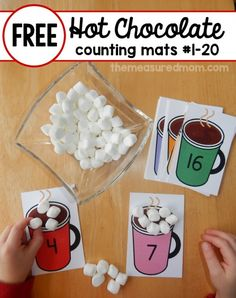 FREE Hot Chocolate
counting mats #1-20
themeasuredmom.com
16
4
7